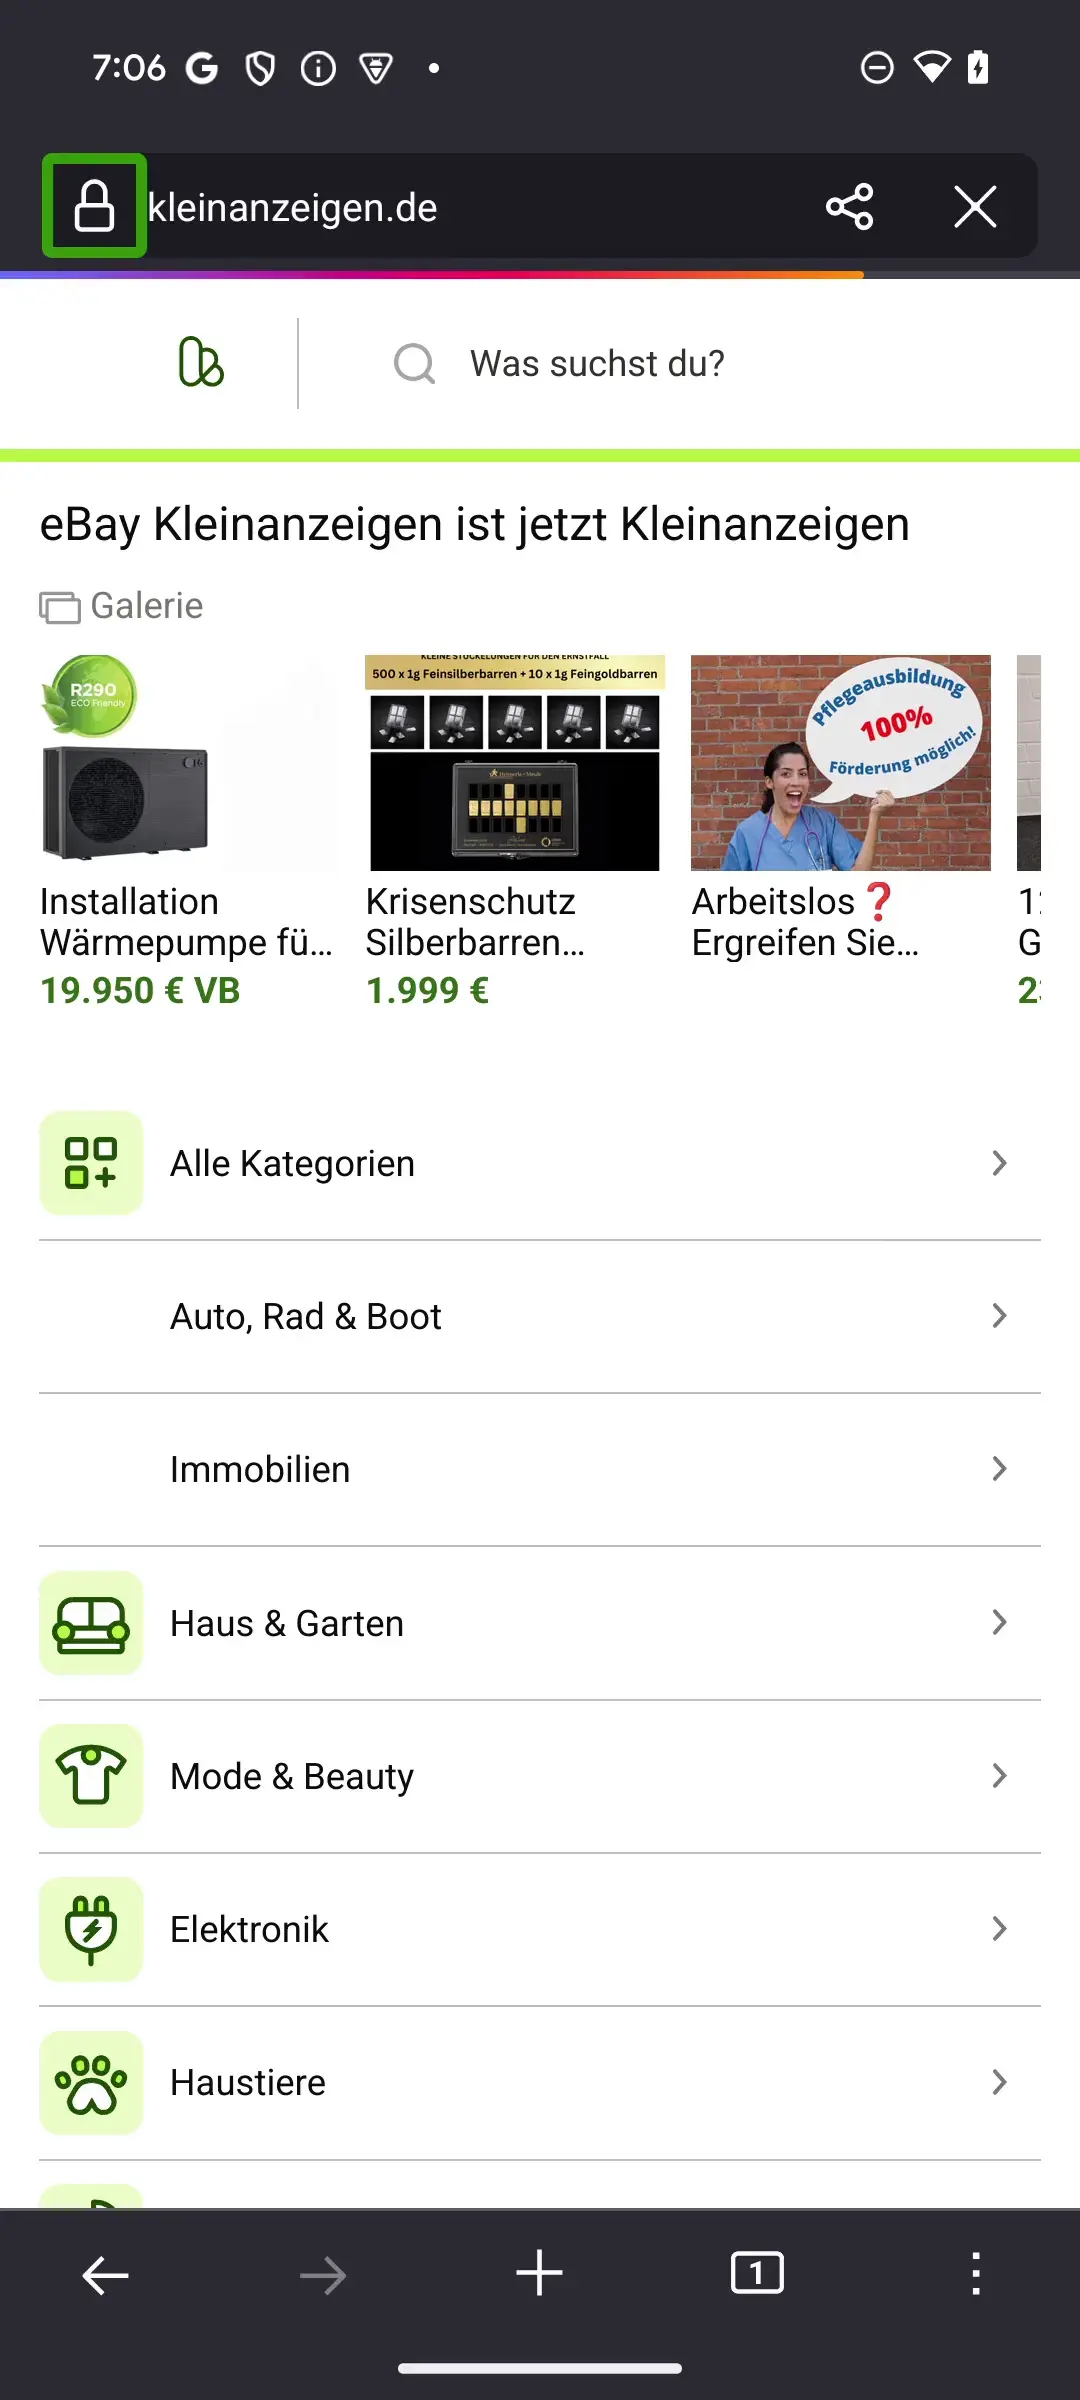 7:06
kleinanzeigen.de
Was suchst du?
eBay Kleinanzeigen ist jetzt Kleinanzeigen
Galerie
R290
ECO Friendly
KLEINE STÜCKELUNGEN FÜR DEN ERNSTFALL
500 x 1g Feinsilberbarren + 10 x 1g Feingoldbarren
Pflegeausbildung
100%
Förderung möglich!
Installation
Wärmepumpe fü...
19.950 € VB
Krisenschutz
Silberbarren...
1.999 €
Arbeitslos❓
Ergreifen Sie...
Alle Kategorien
Auto, Rad & Boot
Immobilien
Haus & Garten
Mode & Beauty
Elektronik
Haustiere
1